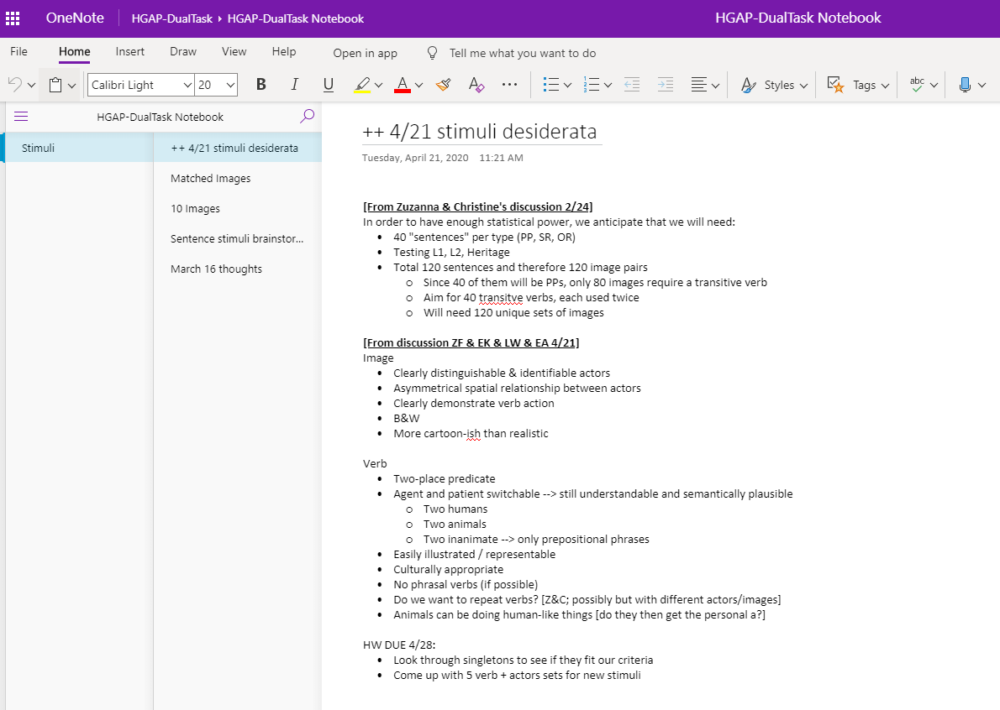 OneNote HGAP-DualTask › HGAP-DualTask Notebook HGAP-DualTask Notebook
File Home Insert Draw View Help Open in app Tell me what you want to do
Calibri Light 20 B I U A A Styles Tags abc
HGAP-DualTask Notebook
Stimuli
++ 4/21 stimuli desiderata
Matched Images
10 Images
Sentence stimuli brainstor...
March 16 thoughts
++ 4/21 stimuli desiderata
Tuesday, April 21, 2020 11:21 AM
[From Zuzanna & Christine's discussion 2/24]
In order to have enough statistical power, we anticipate that we will need:
• 40 "sentences" per type (PP, SR, OR)
• Testing L1, L2, Heritage
• Total 120 sentences and therefore 120 image pairs
o Since 40 of them will be PPs, only 80 images require a transitive verb
o Aim for 40 transitve verbs, each used twice
o Will need 120 unique sets of images
[From discussion ZF & EK & LW & EA 4/21]
Image
• Clearly distinguishable & identifiable actors
• Asymmetrical spatial relationship between actors
• Clearly demonstrate verb action
• B&W
• More cartoon-ish than realistic
Verb
• Two-place predicate
• Agent and patient switchable --> still understandable and semantically plausible
o Two humans
o Two animals
o Two inanimate --> only prepositional phrases
• Easily illustrated / representable
• Culturally appropriate
• No phrasal verbs (if possible)
• Do we want to repeat verbs? [Z&C; possibly but with different actors/images]
• Animals can be doing human-like things [do they then get the personal a?]
HW DUE 4/28:
• Look through singletons to see if they fit our criteria
• Come up with 5 verb + actors sets for new stimuli